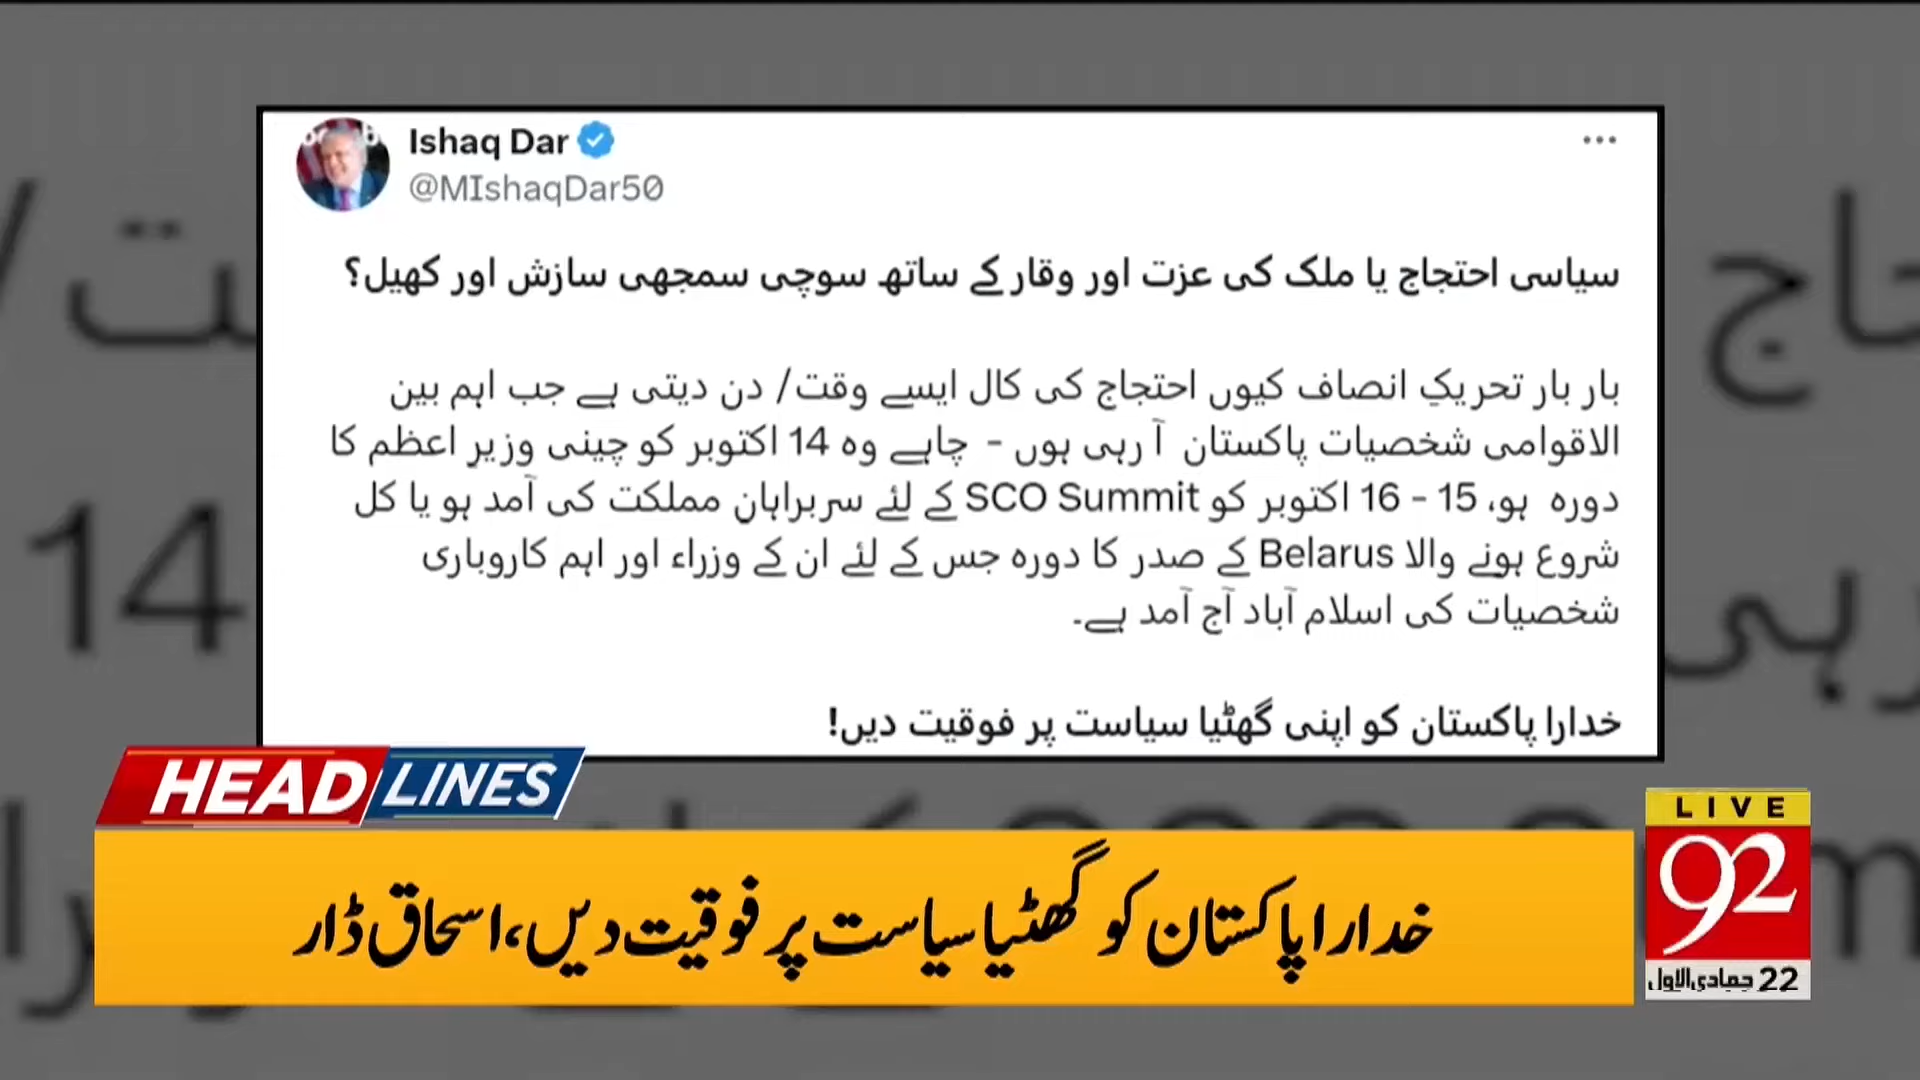 Ishaq Dar
@MIshaqDar50
سیاسی احتجاج یا ملک کی عزت اور وقار کے ساتھ سوچی سمجھی سازش اور کھیل؟
بار بار تحریکِ انصاف کیوں احتجاج کی کال ایسے وقت/ دن دیتی ہے جب اہم بین
الاقوامی شخصیات پاکستان آ رہی ہوں - چاہے وہ 14 اکتوبر کو چینی وزیرِ اعظم کا
دورہ ہو، 15 - 16 اکتوبر کو SCO Summit کے لئے سربراہانِ مملکت کی آمد ہو یا کل
شروع ہونے والا Belarus کے صدر کا دورہ جس کے لئے ان کے وزراء اور اہم کاروباری
شخصیات کی اسلام آباد آج آمد ہے۔
خدارا پاکستان کو اپنی گھٹیا سیاست پر فوقیت دیں!
HEADLINES
خدارا پاکستان کو گھٹیا سیاست پر فوقیت دیں، اسحاق ڈار
LIVE
92
22 جمادی الاول